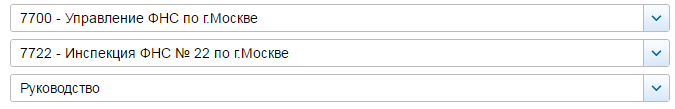 7700 - Управление ФНС по г.Москве
7722 - Инспекция ФНС № 22 по г.Москве
Руководство